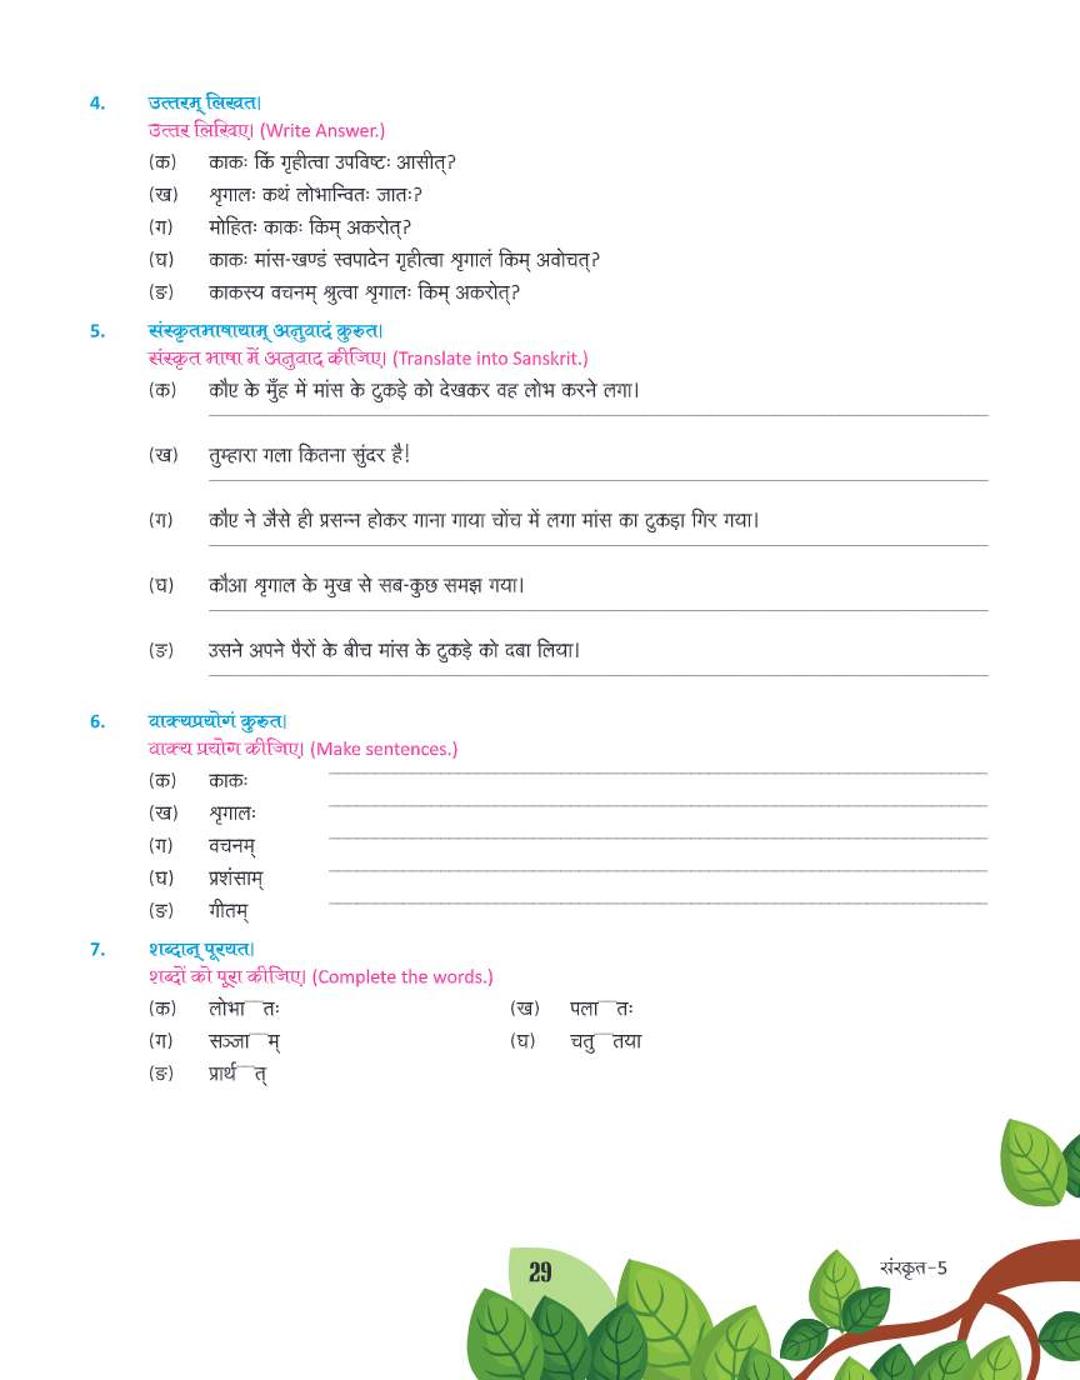 4. उत्तरम् लिखत।
उत्तर लिखिए। (Write Answer.)
(क) काकः किं गृहीत्वा उपविष्टः आसीत्?
(ख) शृगालः कथं लोभान्वितः जातः?
(ग) मोहितः काकः किम् अकरोत्?
(घ) काकः मांस-खण्डं स्वपादेन गृहीत्वा शृगालं किम् अवोचत्?
(ङ) काकस्य वचनम् श्रुत्वा शृगालः किम् अकरोत्?
5. संस्कृतभाषायाम् अनुवादं कुरुत।
संस्कृत भाषा में अनुवाद कीजिए। (Translate into Sanskrit.)
(क) कौए के मुँह में मांस के टुकड़े को देखकर वह लोभ करने लगा।
(ख) तुम्हारा गला कितना सुंदर है!
(ग) कौए ने जैसे ही प्रसन्न होकर गाना गाया चोंच में लगा मांस का टुकड़ा गिर गया।
(घ) कौआ शृगाल के मुख से सब-कुछ समझ गया।
(ङ) उसने अपने पैरों के बीच मांस के टुकड़े को दबा लिया।
6. वाक्यप्रयोगं कुरुत।
वाक्य प्रयोग कीजिए। (Make sentences.)
(क) काकः
(ख) शृगालः
(ग) वचनम्
(घ) प्रशंसाम्
(ङ) गीतम्
7. शब्दान् पूरयत।
शब्दों को पूरा कीजिए। (Complete the words.)
(क) लोभा__तः (ख) पला__तः
(ग) सञ्जा__म् (घ) चतु__तया
(ङ) प्रार्थ__त्
29 संस्कृत-5